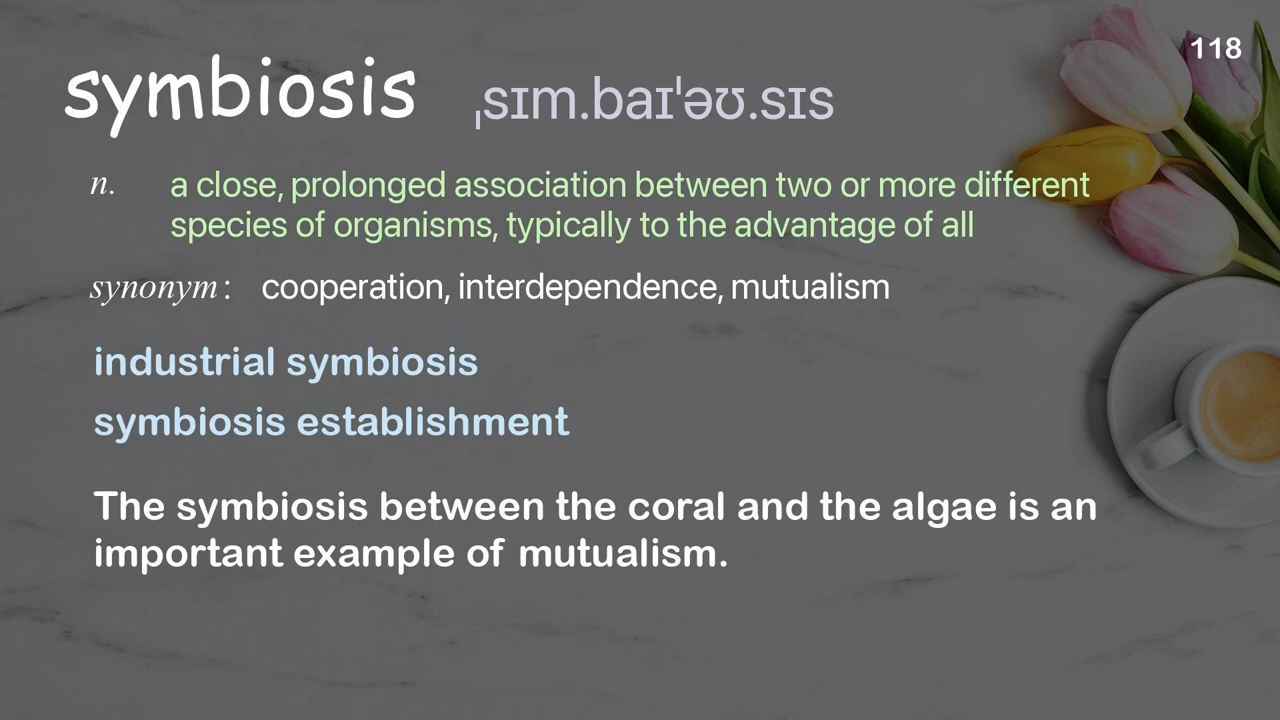 118
symbiosis ˌsɪm.baɪˈəʊ.sɪs
n. a close, prolonged association between two or more different
species of organisms, typically to the advantage of all
synonym: cooperation, interdependence, mutualism
industrial symbiosis
symbiosis establishment
The symbiosis between the coral and the algae is an
important example of mutualism.